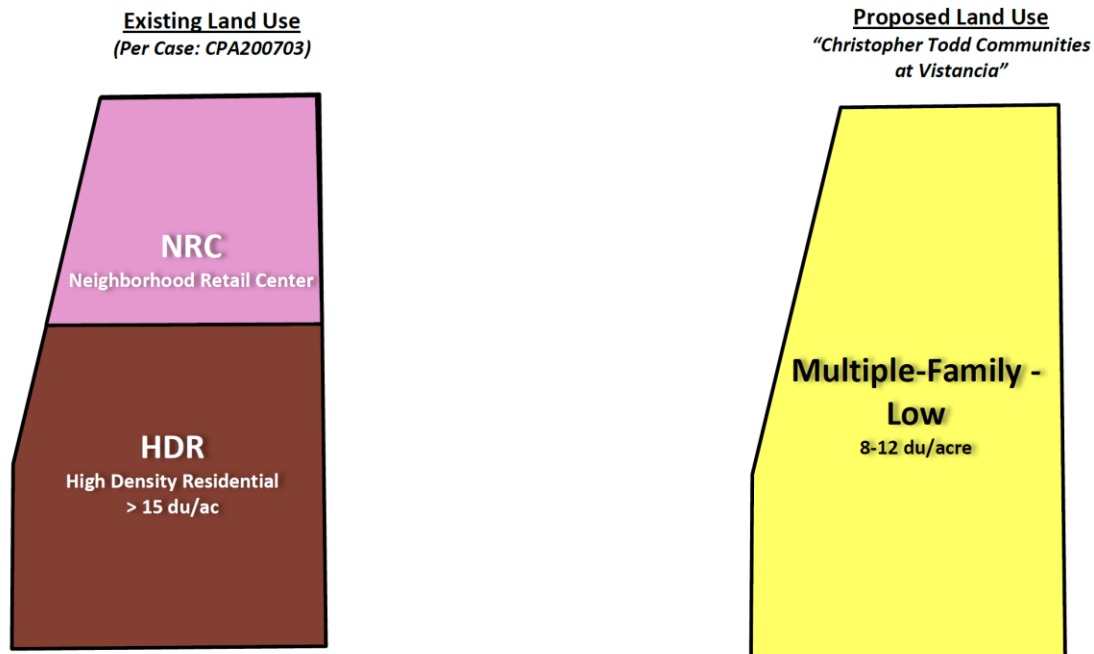 Existing Land Use
(Per Case: CPA200703)
NRC
Neighborhood Retail Center
HDR
High Density Residential
> 15 du/ac
Proposed Land Use
“Christopher Todd Communities
at Vistancia”
Multiple-Family -
Low
8-12 du/acre